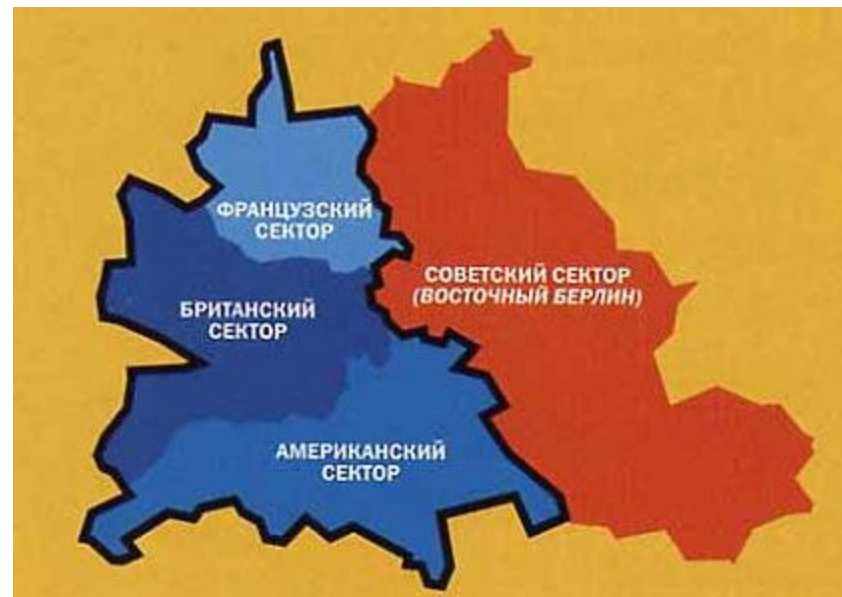 ФРАНЦУЗСКИЙ
СЕКТОР
СОВЕТСКИЙ СЕКТОР
(ВОСТОЧНЫЙ БЕРЛИН)
БРИТАНСКИЙ
СЕКТОР
АМЕРИКАНСКИЙ
СЕКТОР